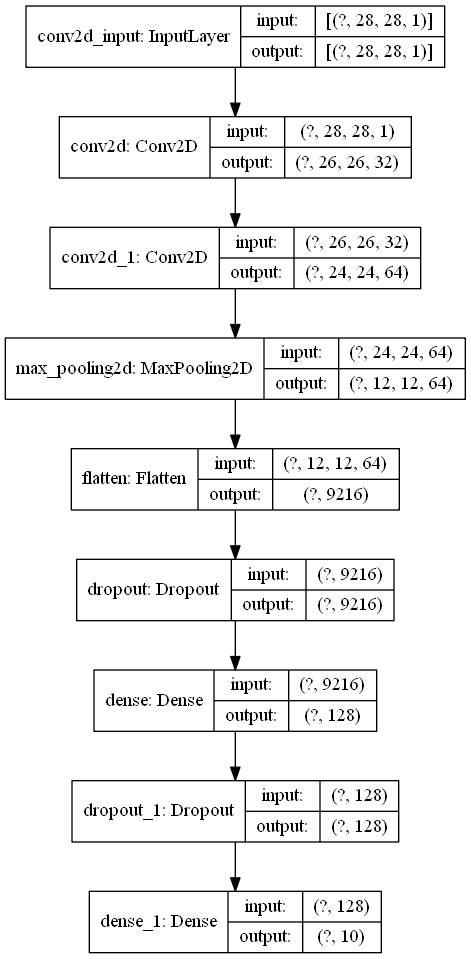 conv2d_input: InputLayer
input: [(?, 28, 28, 1)]
output: [(?, 28, 28, 1)]
conv2d: Conv2D
input: (?, 28, 28, 1)
output: (?, 26, 26, 32)
conv2d_1: Conv2D
input: (?, 26, 26, 32)
output: (?, 24, 24, 64)
max_pooling2d: MaxPooling2D
input: (?, 24, 24, 64)
output: (?, 12, 12, 64)
flatten: Flatten
input: (?, 12, 12, 64)
output: (?, 9216)
dropout: Dropout
input: (?, 9216)
output: (?, 9216)
dense: Dense
input: (?, 9216)
output: (?, 128)
dropout_1: Dropout
input: (?, 128)
output: (?, 128)
dense_1: Dense
input: (?, 128)
output: (?, 10)